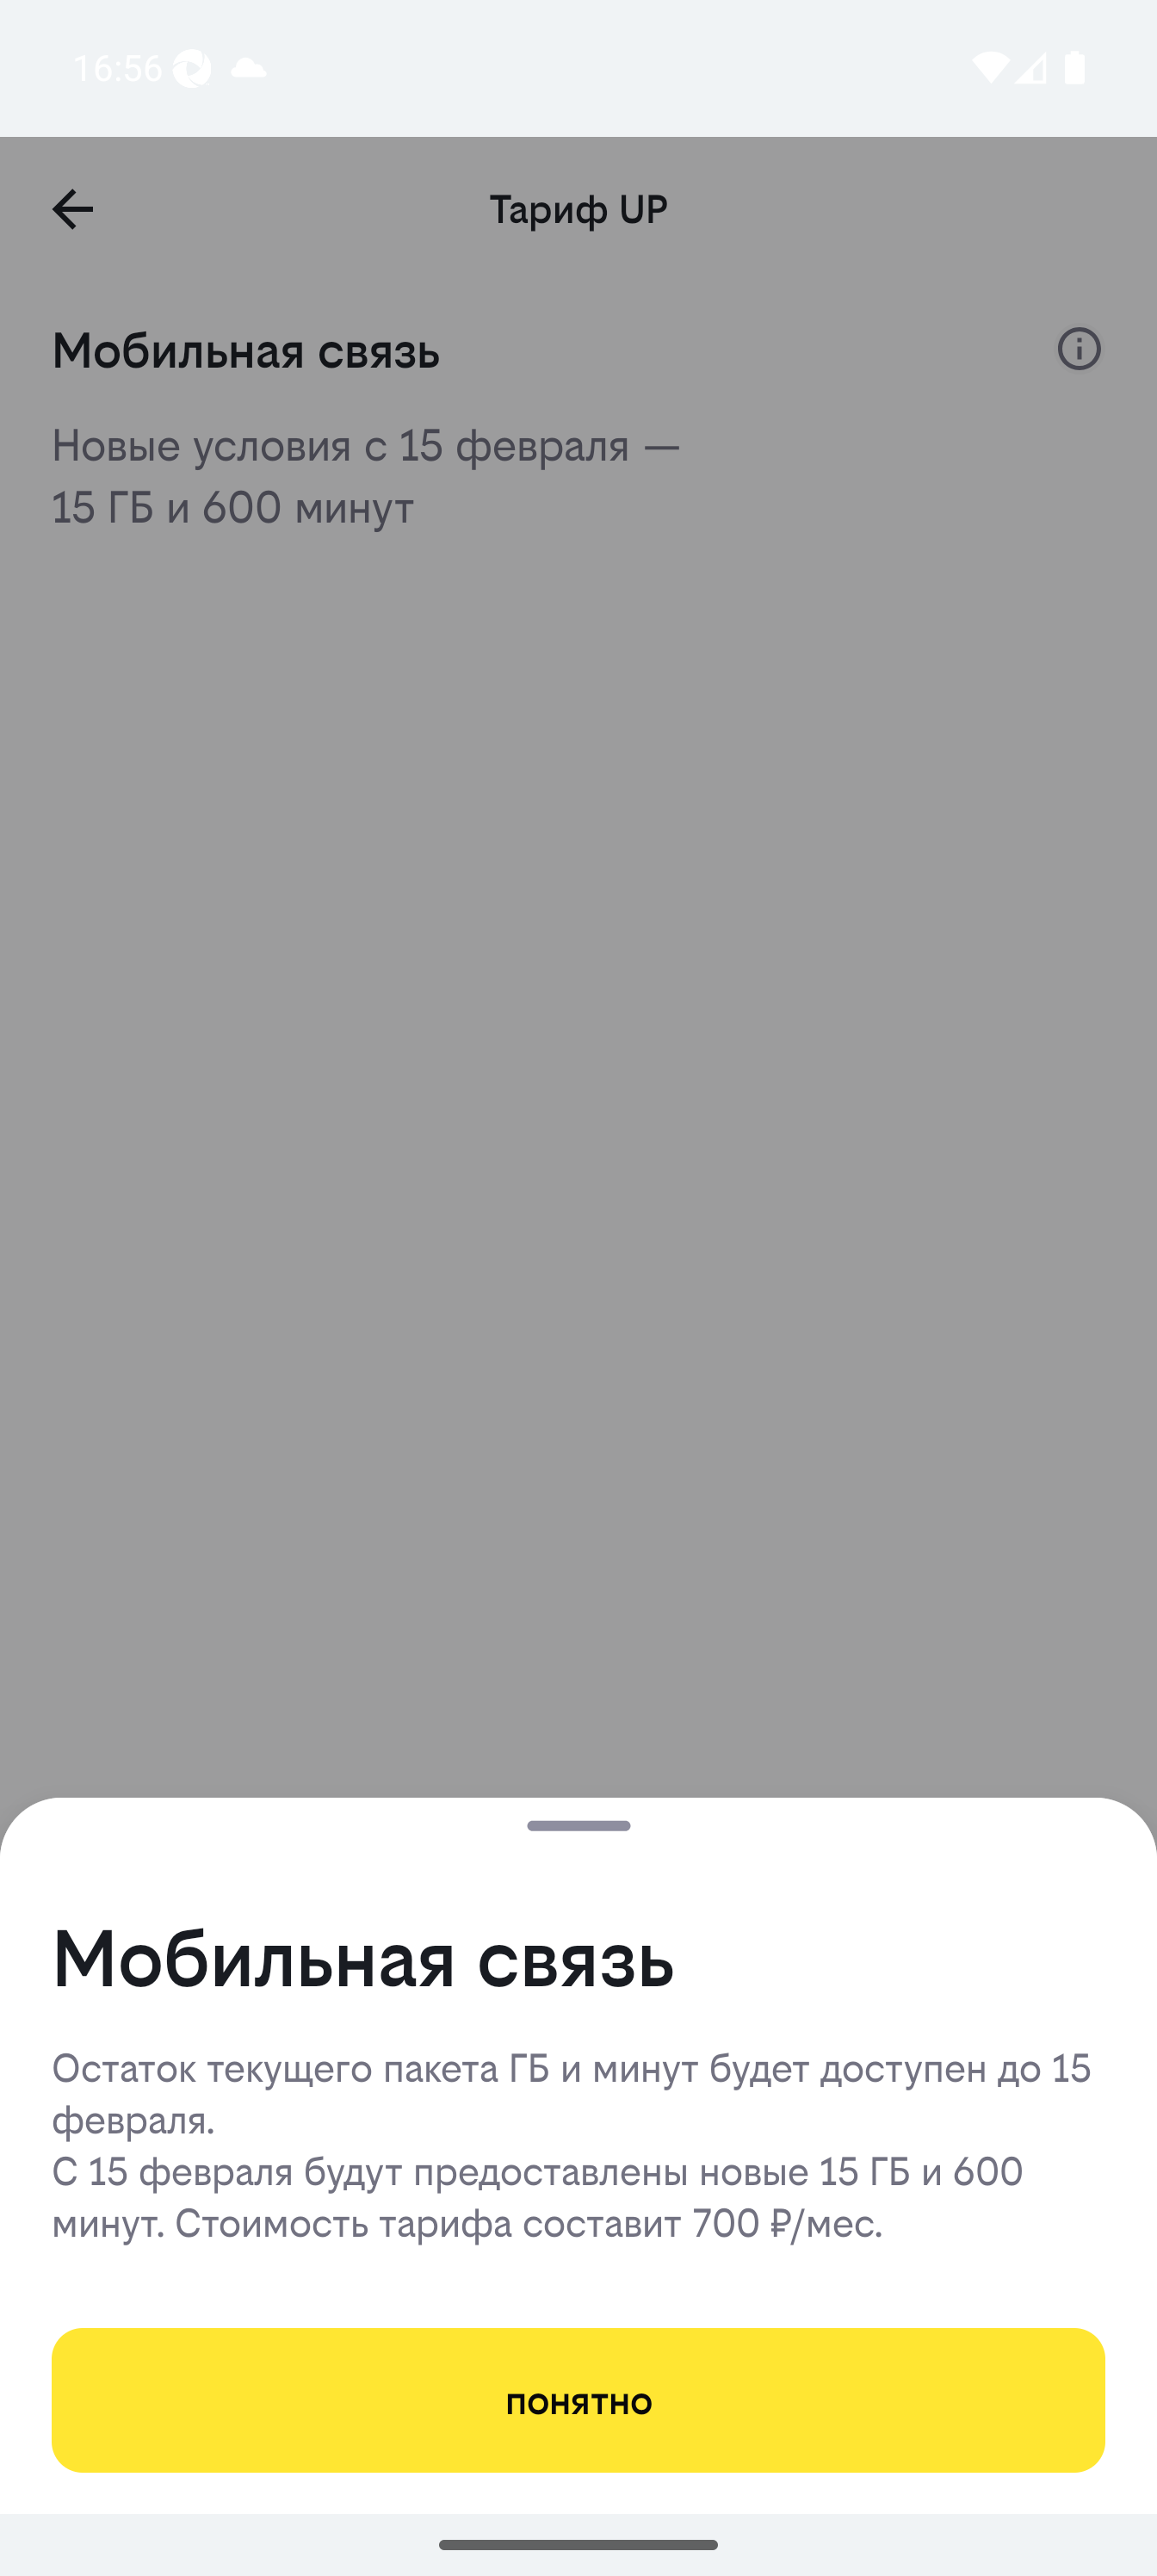 16:56
Тариф UP
Мобильная связь
Новые условия с 15 февраля —
15 ГБ и 600 минут
Мобильная связь
Остаток текущего пакета ГБ и минут будет доступен до 15
февраля.
С 15 февраля будут предоставлены новые 15 ГБ и 600
минут. Стоимость тарифа составит 700 ₽/мес.
понятно